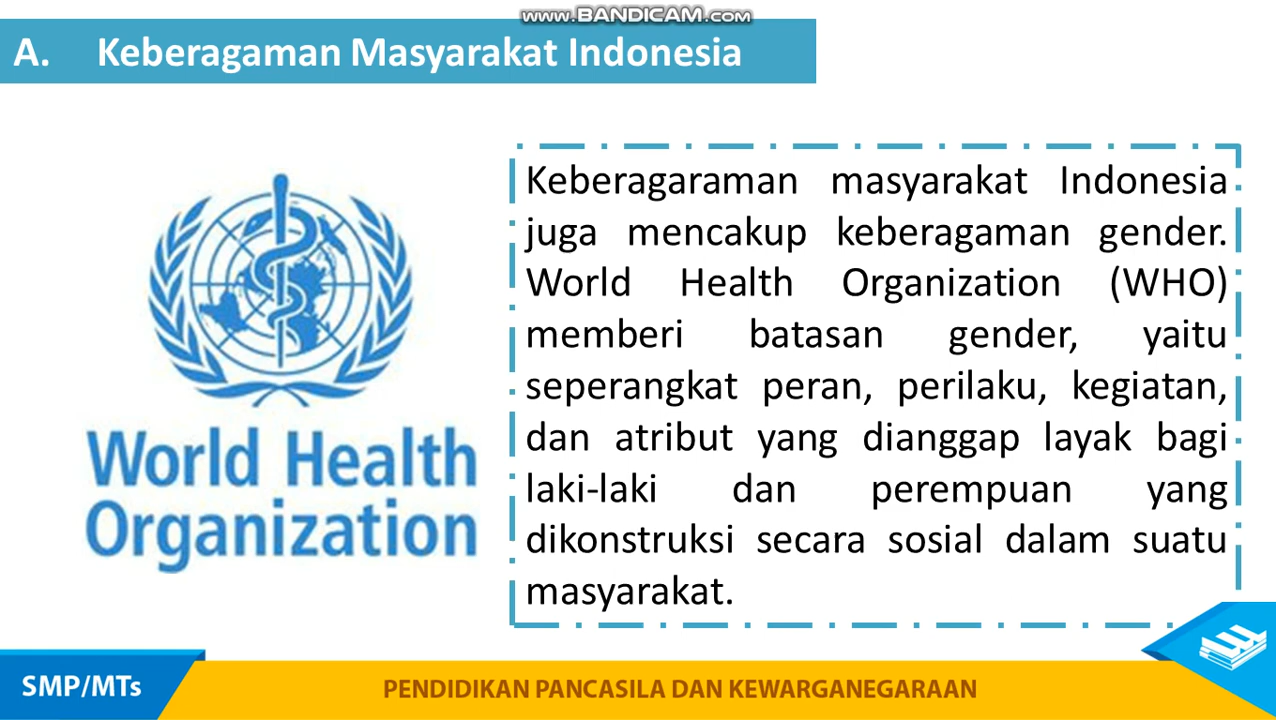 www.BANDICAM.com
A. Keberagaman Masyarakat Indonesia
World Health
Organization
Keberagaraman masyarakat Indonesia
juga mencakup keberagaman gender.
World Health Organization (WHO)
memberi batasan gender, yaitu
seperangkat peran, perilaku, kegiatan,
dan atribut yang dianggap layak bagi
laki-laki dan perempuan yang
dikonstruksi secara sosial dalam suatu
masyarakat.
SMP/MTs
PENDIDIKAN PANCASILA DAN KEWARGANEGARAAN